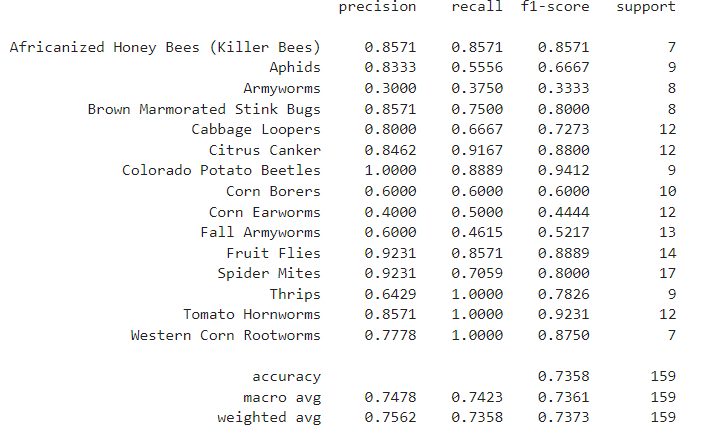 precision recall f1-score support
Africanized Honey Bees (Killer Bees) 0.8571 0.8571 0.8571 7
Aphids 0.8333 0.5556 0.6667 9
Armyworms 0.3000 0.3750 0.3333 8
Brown Marmorated Stink Bugs 0.8571 0.7500 0.8000 8
Cabbage Loopers 0.8000 0.6667 0.7273 12
Citrus Canker 0.8462 0.9167 0.8800 12
Colorado Potato Beetles 1.0000 0.8889 0.9412 9
Corn Borers 0.6000 0.6000 0.6000 10
Corn Earworms 0.4000 0.5000 0.4444 12
Fall Armyworms 0.6000 0.4615 0.5217 13
Fruit Flies 0.9231 0.8571 0.8889 14
Spider Mites 0.9231 0.7059 0.8000 17
Thrips 0.6429 1.0000 0.7826 9
Tomato Hornworms 0.8571 1.0000 0.9231 12
Western Corn Rootworms 0.7778 1.0000 0.8750 7
accuracy 0.7358 159
macro avg 0.7478 0.7423 0.7361 159
weighted avg 0.7562 0.7358 0.7373 159